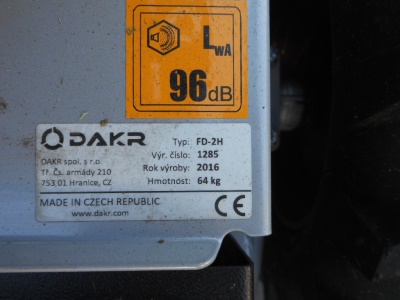 LwA
96dB
DAKR
DAKR spol. s r.o.
Tř. Čs. armády 210
753 01 Hranice, CZ
Typ: FD-2H
Výr. číslo: 1285
Rok výroby: 2016
Hmotnost: 64 kg
MADE IN CZECH REPUBLIC
www.dakr.com
CE